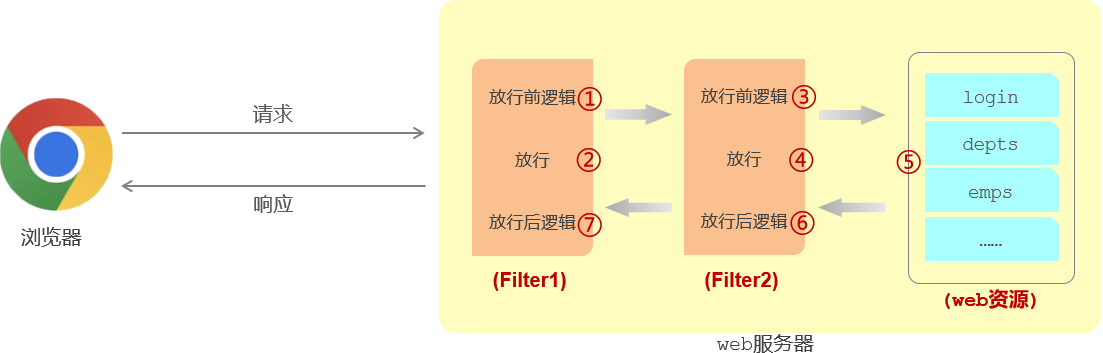 请求
响应
浏览器
放行前逻辑①
放行 ②
放行后逻辑⑦
(Filter1)
放行前逻辑③
放行 ④
放行后逻辑⑥
(Filter2)
⑤
login
depts
emps
……
(web资源)
web服务器